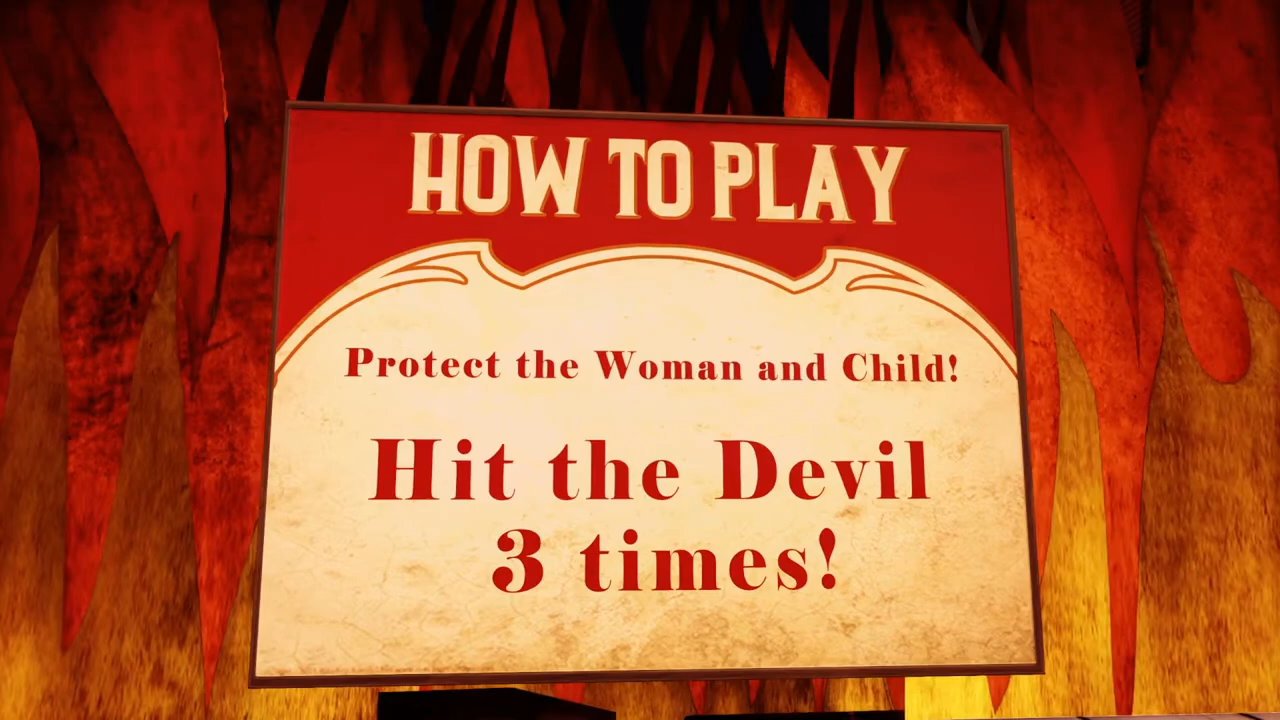 HOW TO PLAY
Protect the Woman and Child!
Hit the Devil
3 times!